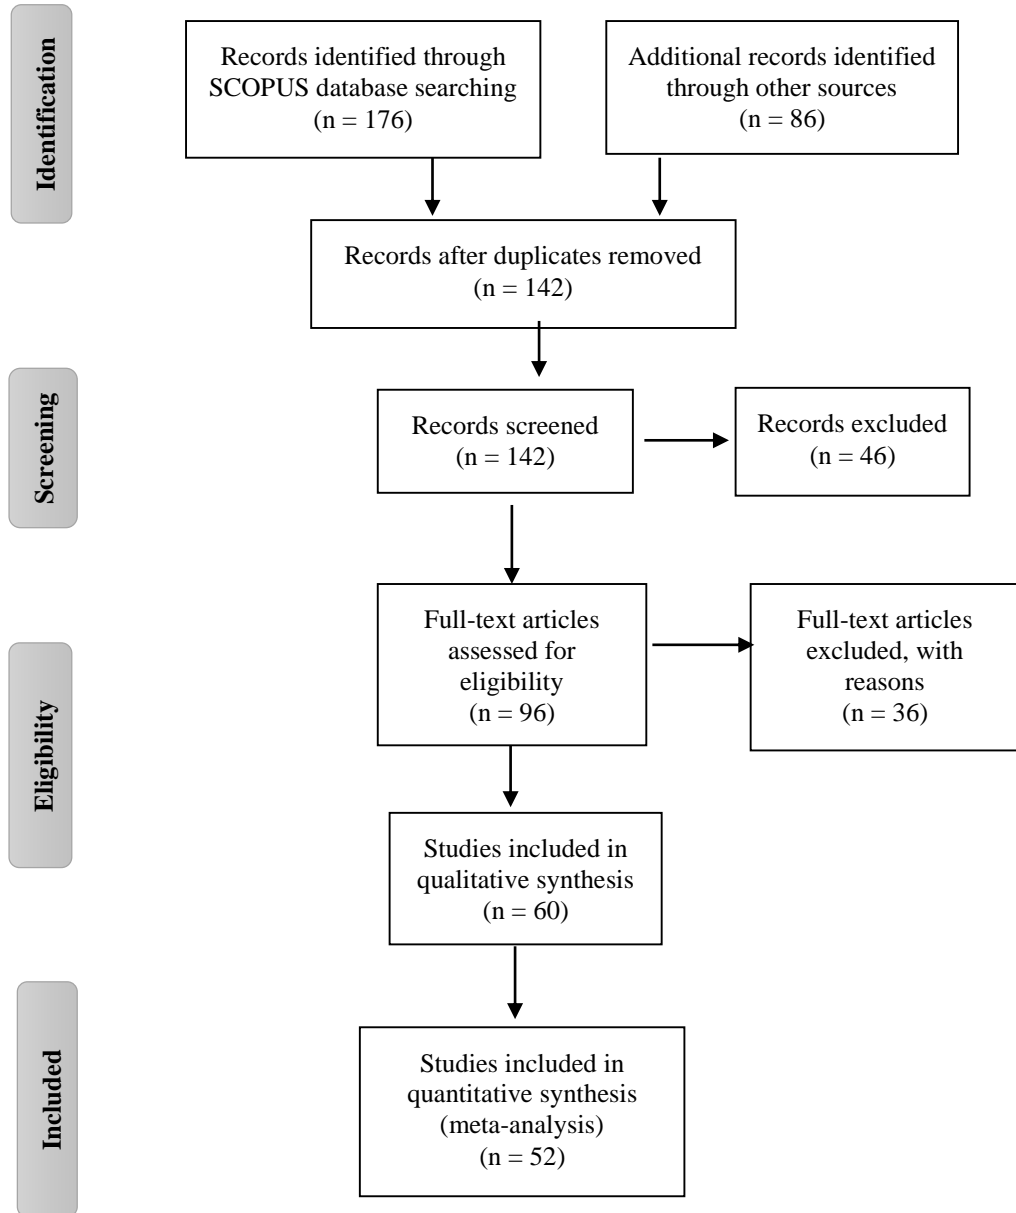 Identification
Records identified through
SCOPUS database searching
(n = 176)
Additional records identified
through other sources
(n = 86)
Records after duplicates removed
(n = 142)
Screening
Records screened
(n = 142)
Records excluded
(n = 46)
Eligibility
Full-text articles
assessed for
eligibility
(n = 96)
Full-text articles
excluded, with
reasons
(n = 36)
Studies included in
qualitative synthesis
(n = 60)
Included
Studies included in
quantitative synthesis
(meta-analysis)
(n = 52)